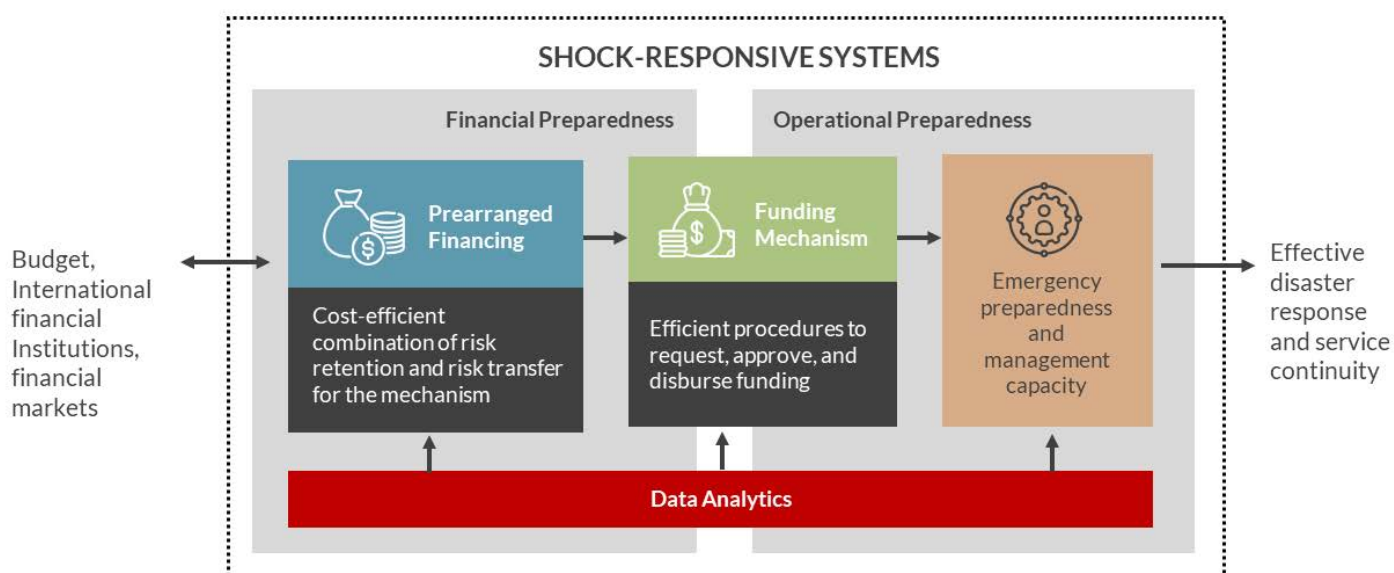 SHOCK-RESPONSIVE SYSTEMS
Financial Preparedness
Operational Preparedness
Budget,
International
financial
Institutions,
financial
markets
$
Prearranged
Financing
Cost-efficient
combination of risk
retention and risk transfer
for the mechanism
$
Funding
Mechanism
Efficient procedures to
request, approve, and
disburse funding
Emergency
preparedness
and
management
capacity
Data Analytics
Effective
disaster
response
and service
continuity